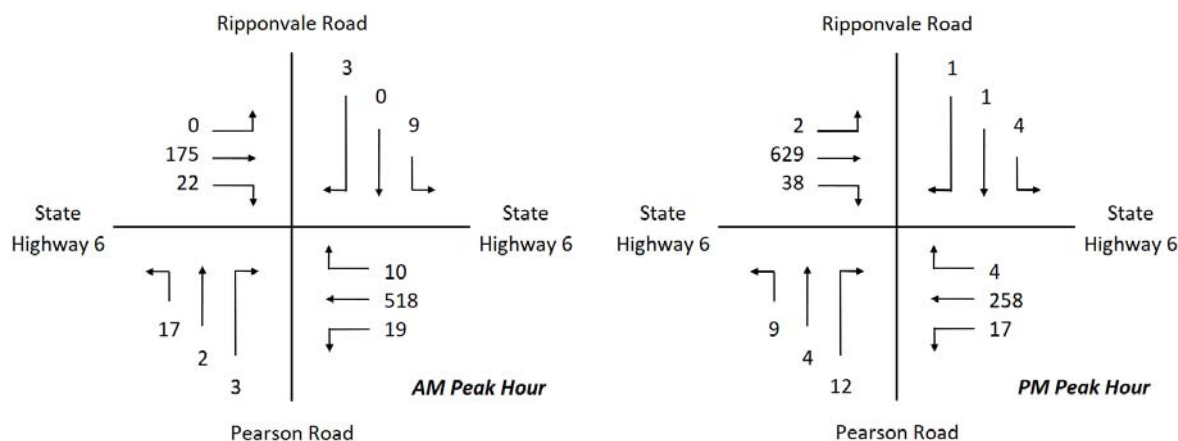 Ripponvale Road
3
0
9
0
175
22
State
Highway 6
State
Highway 6
10
518
19
17
2
3
AM Peak Hour
Pearson Road
Ripponvale Road
1
1
4
2
629
38
State
Highway 6
State
Highway 6
4
258
17
9
4
12
PM Peak Hour
Pearson Road